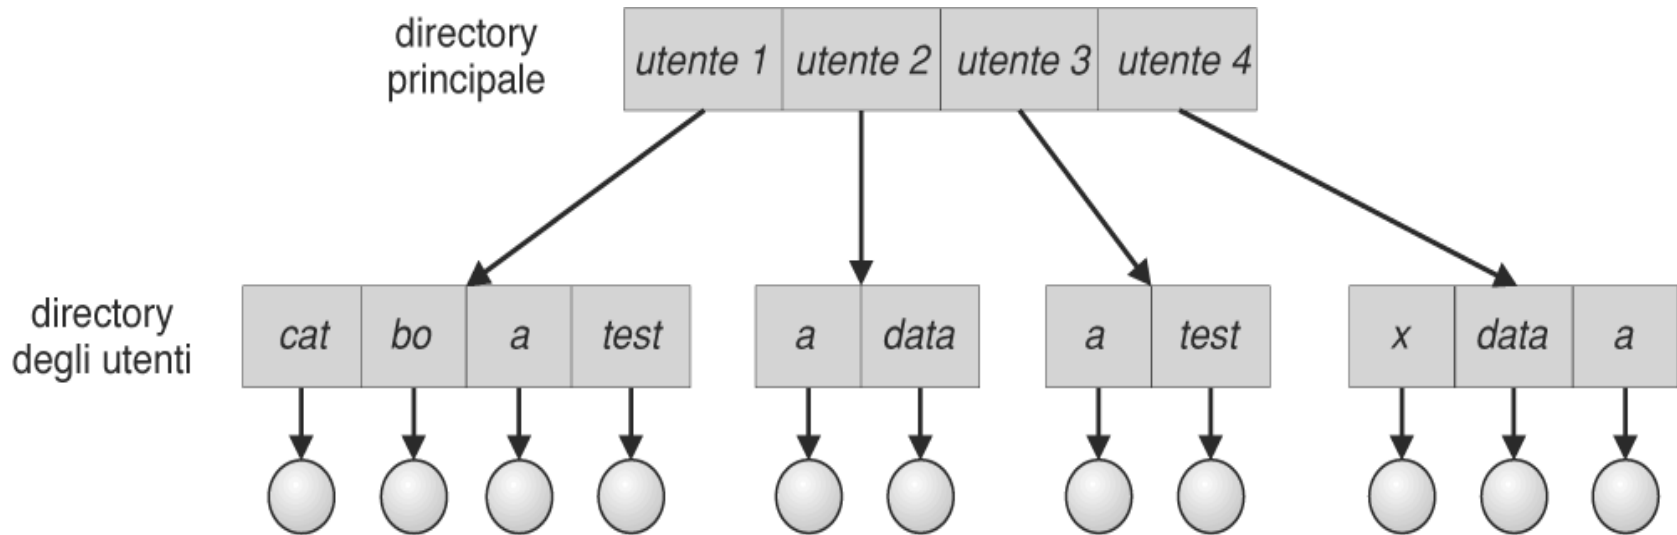 directory
principale
utente 1 utente 2 utente 3 utente 4
directory
degli utenti
cat bo a test a data a test x data a